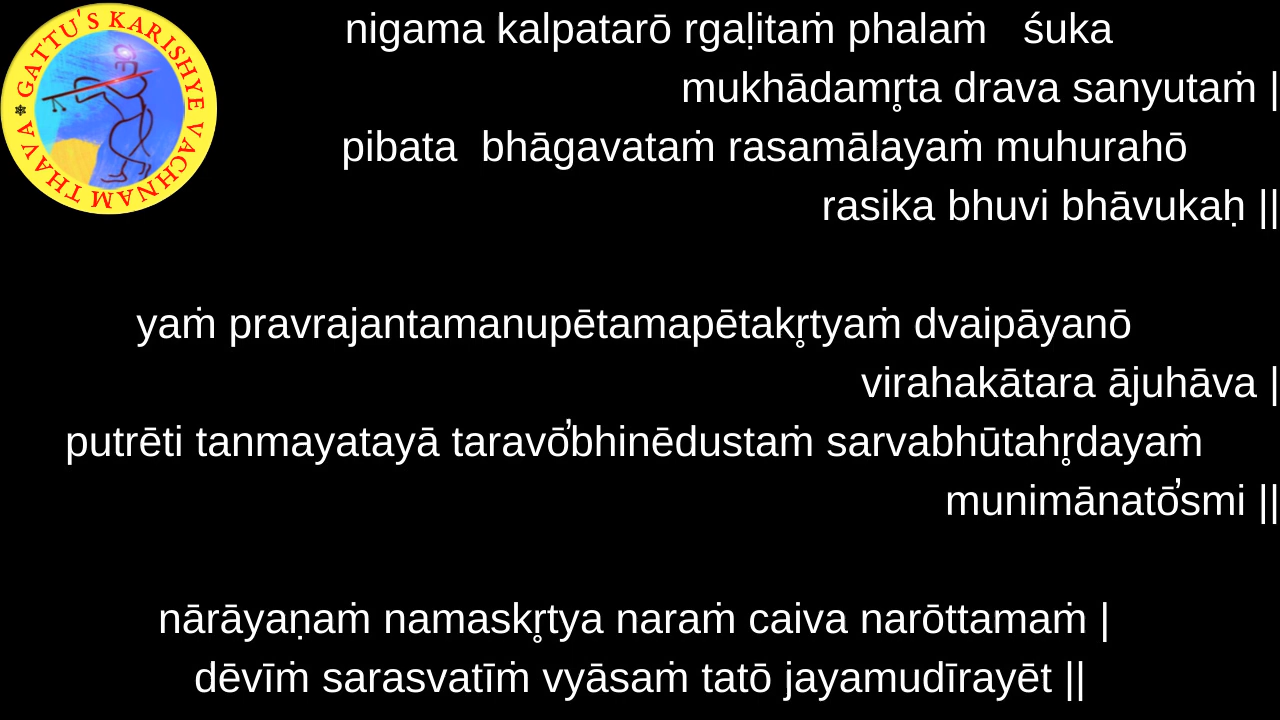 GATTU'S KARISHYE VACHNAM THAVA
nigama kalpatarō rgaḷitaṁ phalaṁ śuka
mukhādamr̥ta drava sanyutaṁ |
pibata bhāgavataṁ rasamālayaṁ muhurahō
rasika bhuvi bhāvukaḥ ||
yaṁ pravrajantamanupētamapētakr̥tyaṁ dvaipāyanō
virahakātara ājuhāva |
putrēti tanmayatayā taravō̕bhinēdustaṁ sarvabhūtahr̥dayaṁ
munimānatō̕smi ||
nārāyaṇaṁ namaskr̥tya naraṁ caiva narōttamaṁ |
dēvīṁ sarasvatīṁ vyāsaṁ tatō jayamudīrayēt ||